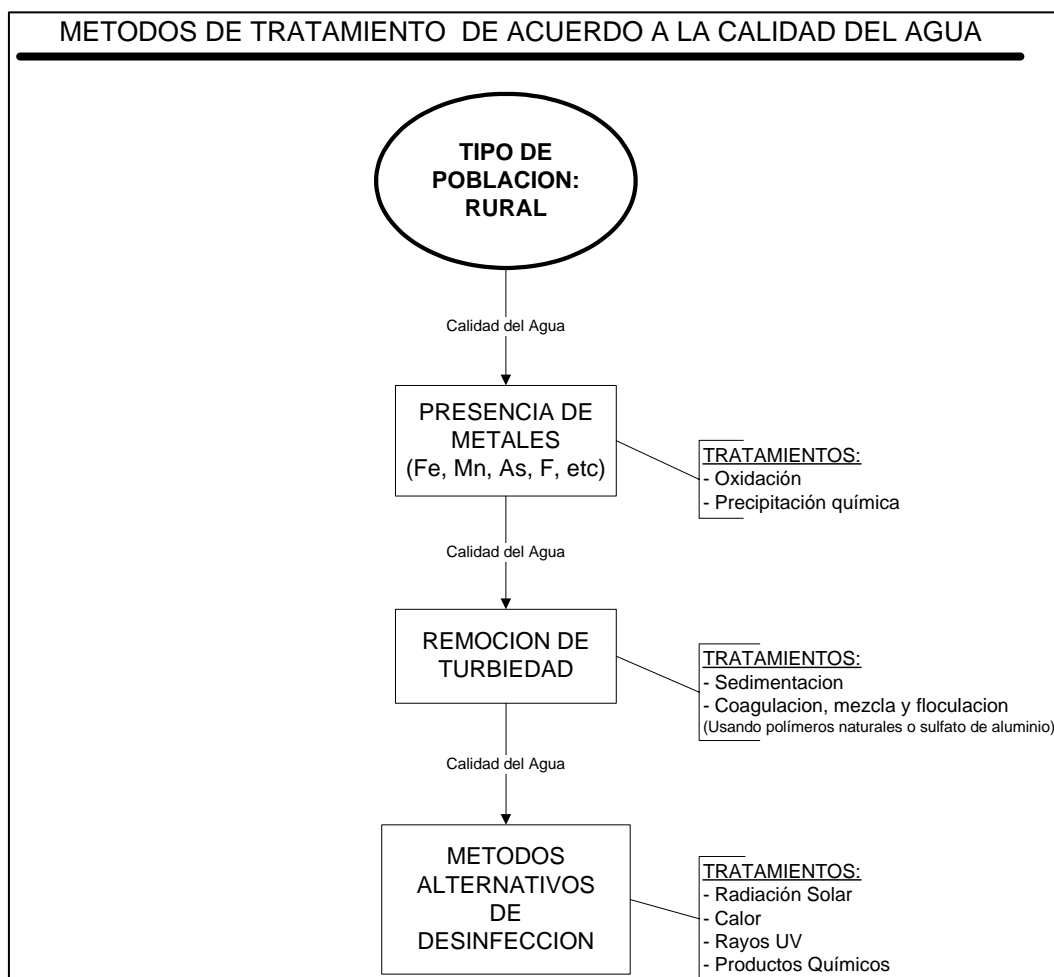 METODOS DE TRATAMIENTO DE ACUERDO A LA CALIDAD DEL AGUA
TIPO DE
POBLACION:
RURAL
Calidad del Agua
PRESENCIA DE
METALES
(Fe, Mn, As, F, etc)
TRATAMIENTOS:
- Oxidación
- Precipitación química
Calidad del Agua
REMOCION DE
TURBIEDAD
TRATAMIENTOS:
- Sedimentacion
- Coagulacion, mezcla y floculacion
(Usando polímeros naturales o sulfato de aluminio)
Calidad del Agua
METODOS
ALTERNATIVOS
DE
DESINFECCION
TRATAMIENTOS:
- Radiación Solar
- Calor
- Rayos UV
- Productos Químicos